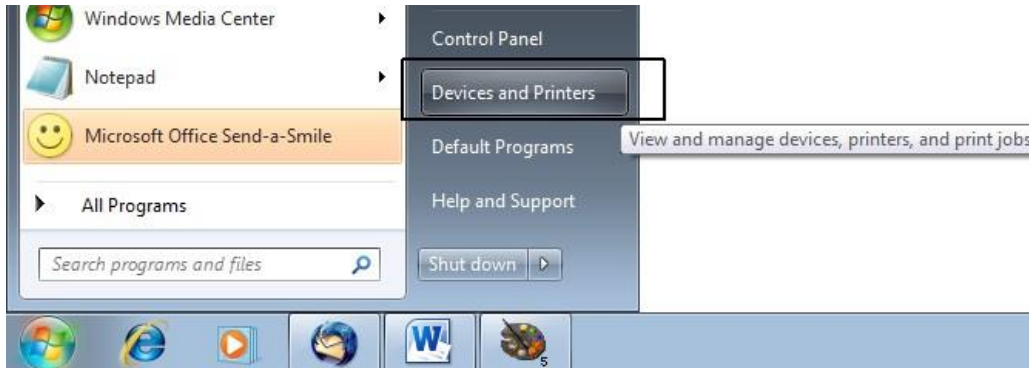 Windows Media Center
Notepad
Microsoft Office Send-a-Smile
All Programs
Search programs and files
Control Panel
Devices and Printers
Default Programs
Help and Support
Shut down
View and manage devices, printers, and print jobs
W
5